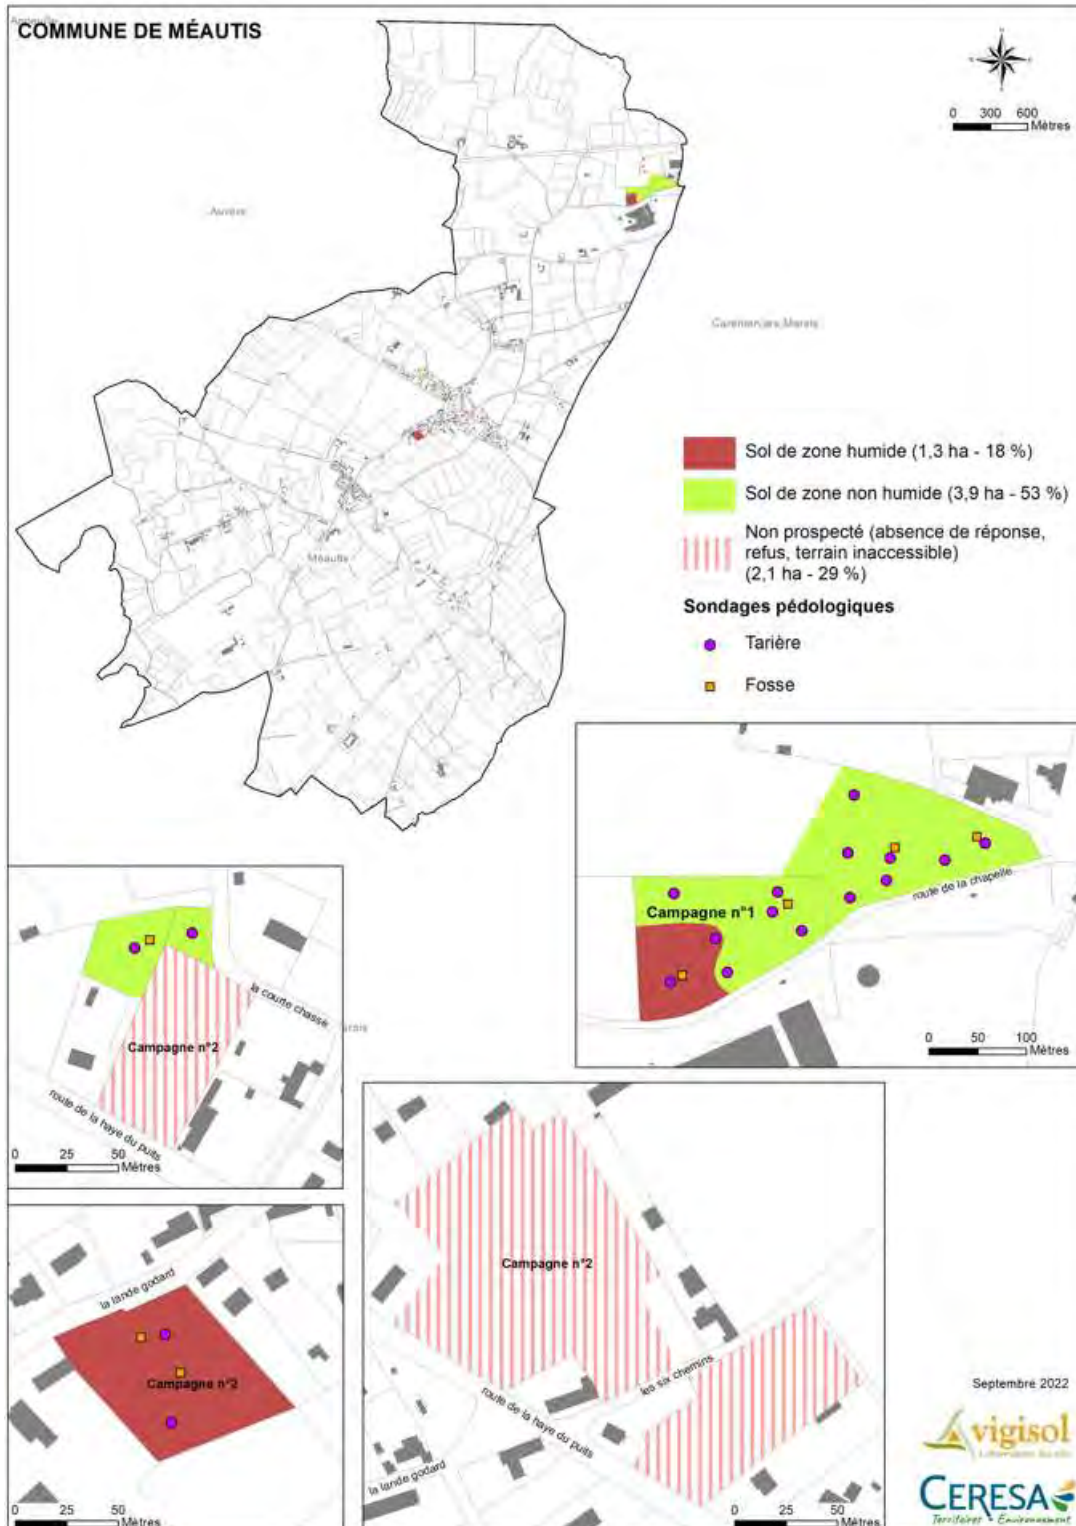 COMMUNE DE MÉAUTIS
0 300 600
Mètres
Auvers
Méautis
Sol de zone humide (1,3 ha - 18 %)
Sol de zone non humide (3,9 ha - 53 %)
Non prospecté (absence de réponse,
refus, terrain inaccessible)
(2,1 ha - 29 %)
Sondages pédologiques
Tarière
Fosse
Campagne n°1
route de la chapelle
0 50 100
Mètres
la courte chasse
Campagne n°2
route de la haye du puits
0 25 50
Mètres
la lande godard
Campagne n°2
0 25 50
Mètres
Campagne n°2
les six chemins
route de la haye du puits
la lande godard
0 25 50
Mètres
Septembre 2022
vigisol
CERESA
Territoires • Environnement